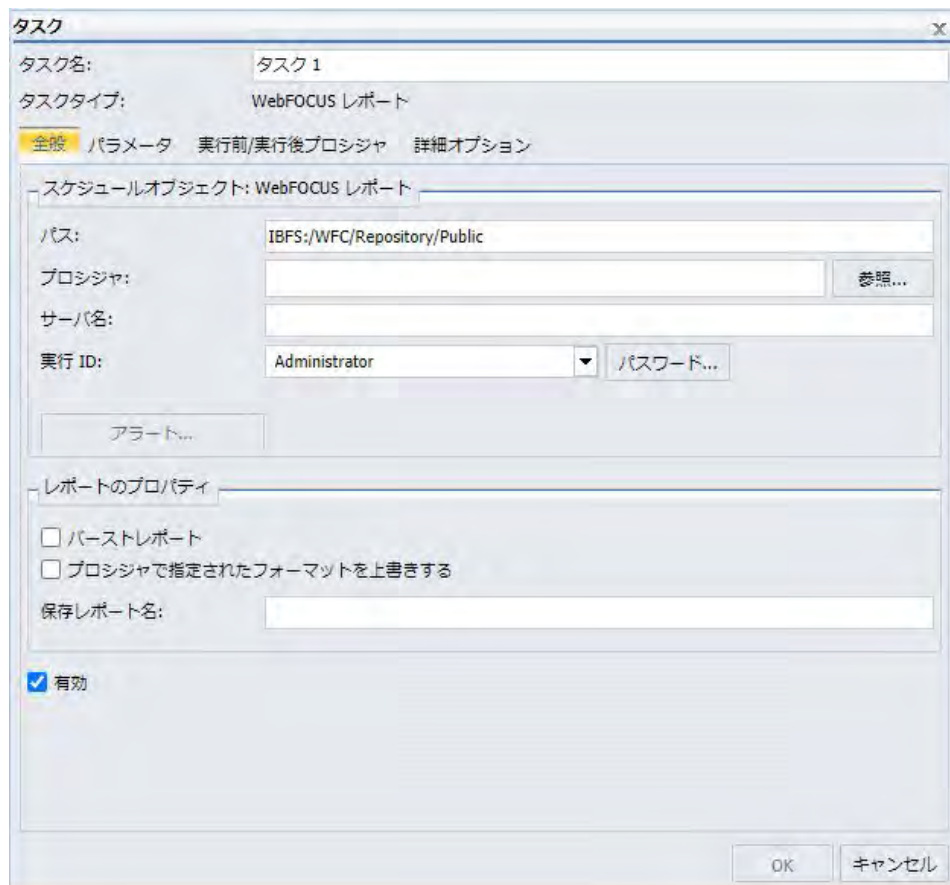 タスク x
タスク名: タスク 1
タスクタイプ: WebFOCUS レポート
全般 パラメータ 実行前/実行後プロシジャ 詳細オプション
スケジュールオブジェクト: WebFOCUS レポート
パス: IBFS:/WFC/Repository/Public
プロシジャ: 参照...
サーバ名:
実行 ID: Administrator パスワード...
アラート...
レポートのプロパティ
バーストレポート
プロシジャで指定されたフォーマットを上書きする
保存レポート名:
有効
OK キャンセル